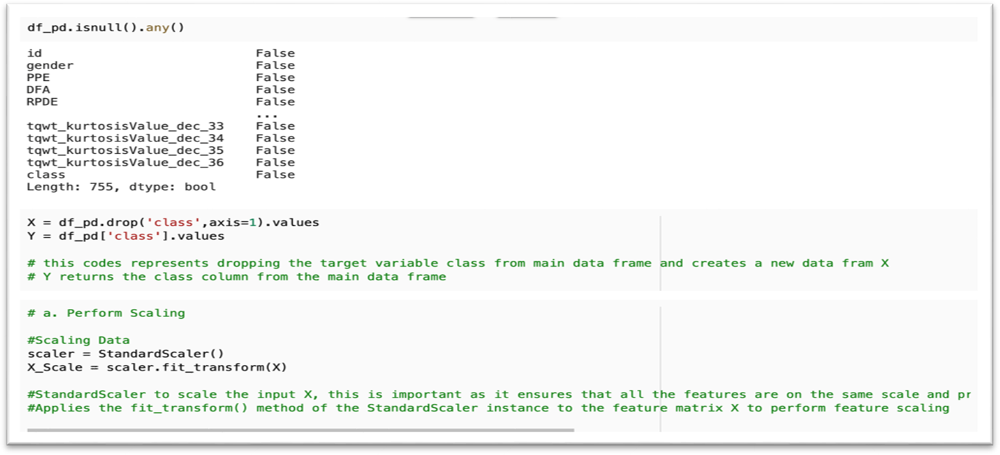 df_pd.isnull().any()
id False
gender False
PPE False
DFA False
RPDE False
...
tqwt_kurtosisValue_dec_33 False
tqwt_kurtosisValue_dec_34 False
tqwt_kurtosisValue_dec_35 False
tqwt_kurtosisValue_dec_36 False
class False
Length: 755, dtype: bool
X = df_pd.drop('class',axis=1).values
Y = df_pd['class'].values
# this codes represents dropping the target variable class from main data frame and creates a new data fram X
# Y returns the class column from the main data frame
# a. Perform Scaling
#Scaling Data
scaler = StandardScaler()
X_Scale = scaler.fit_transform(X)
#StandardScaler to scale the input X, this is important as it ensures that all the features are on the same scale and pr
#Applies the fit_transform() method of the StandardScaler instance to the feature matrix X to perform feature scaling